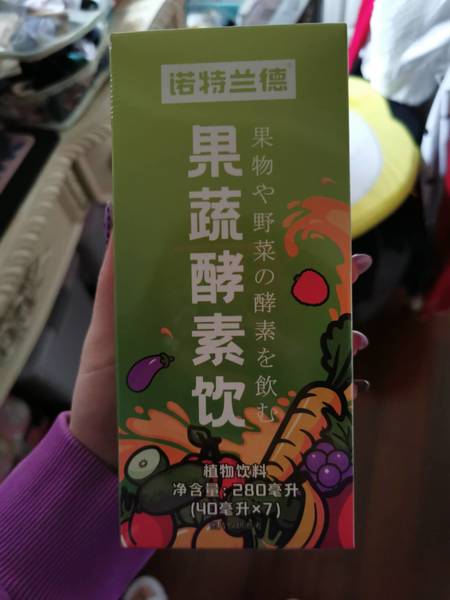 诺特兰德
果蔬酵素饮
果物や野菜の酵素を飲む
植物饮料
净含量：280毫升
(40毫升×7)